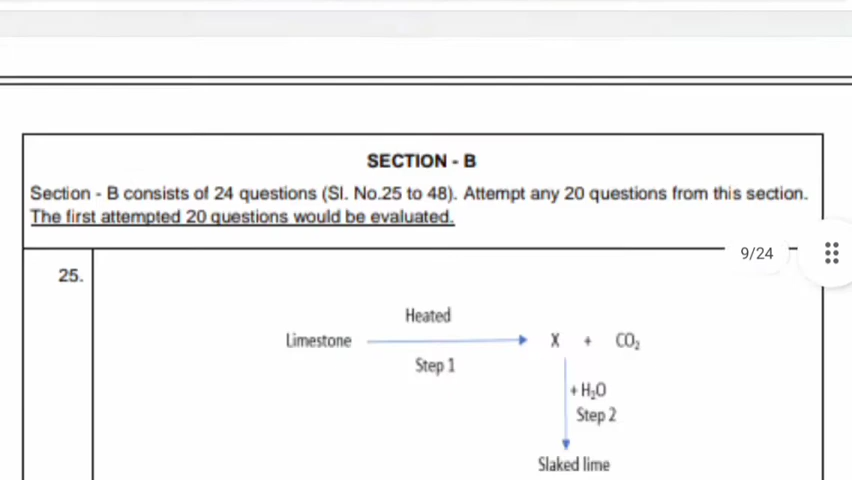 SECTION - B
Section - B consists of 24 questions (Sl. No.25 to 48). Attempt any 20 questions from this section.
The first attempted 20 questions would be evaluated.
9/24
25.
Heated
Limestone X + CO₂
Step 1
+ H₂O
Step 2
Slaked lime